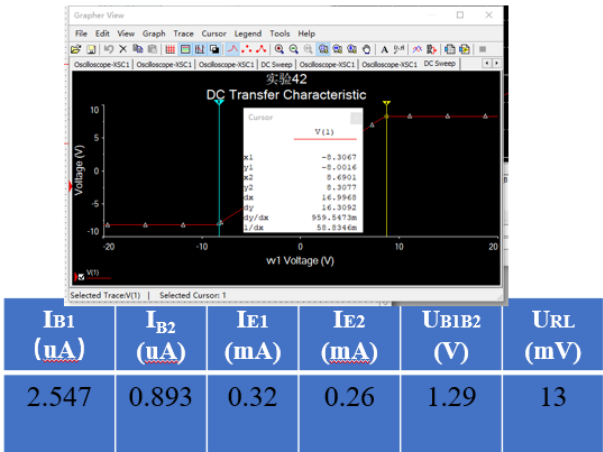 Grapher View
File Edit View Graph Trace Cursor Legend Tools Help
Oscilloscope-XSC1 Oscilloscope-XSC1 Oscilloscope-XSC1 DC Sweep Oscilloscope-XSC1 Oscilloscope-XSC1 DC Sweep
实验42
DC Transfer Characteristic
Voltage (V)
10
5
0
-5
-10
-20 -10 0 10 20
vv1 Voltage (V)
Cursor
V(1)
x1 -8.3067
y1 -8.0016
x2 8.6901
y2 8.3077
dx 16.9968
dy 16.3092
dy/dx 959.5473m
1/dx 58.8346m
V(1)
Selected Trace:V(1) | Selected Cursor: 1
IB1 (uA) IB2 (uA) IE1 (mA) IE2 (mA) UB1B2 (V) URL (mV)
2.547 0.893 0.32 0.26 1.29 13